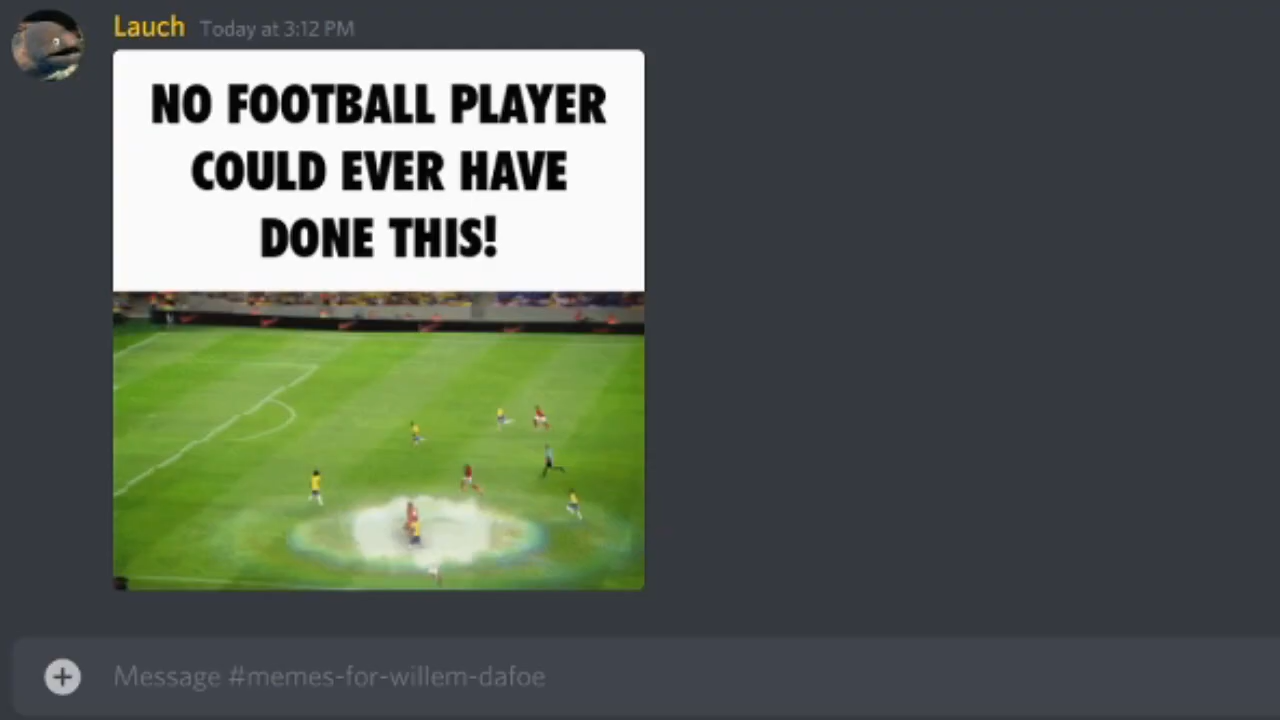 Lauch Today at 3:12 PM
NO FOOTBALL PLAYER
COULD EVER HAVE
DONE THIS!
Message #memes-for-willem-dafoe